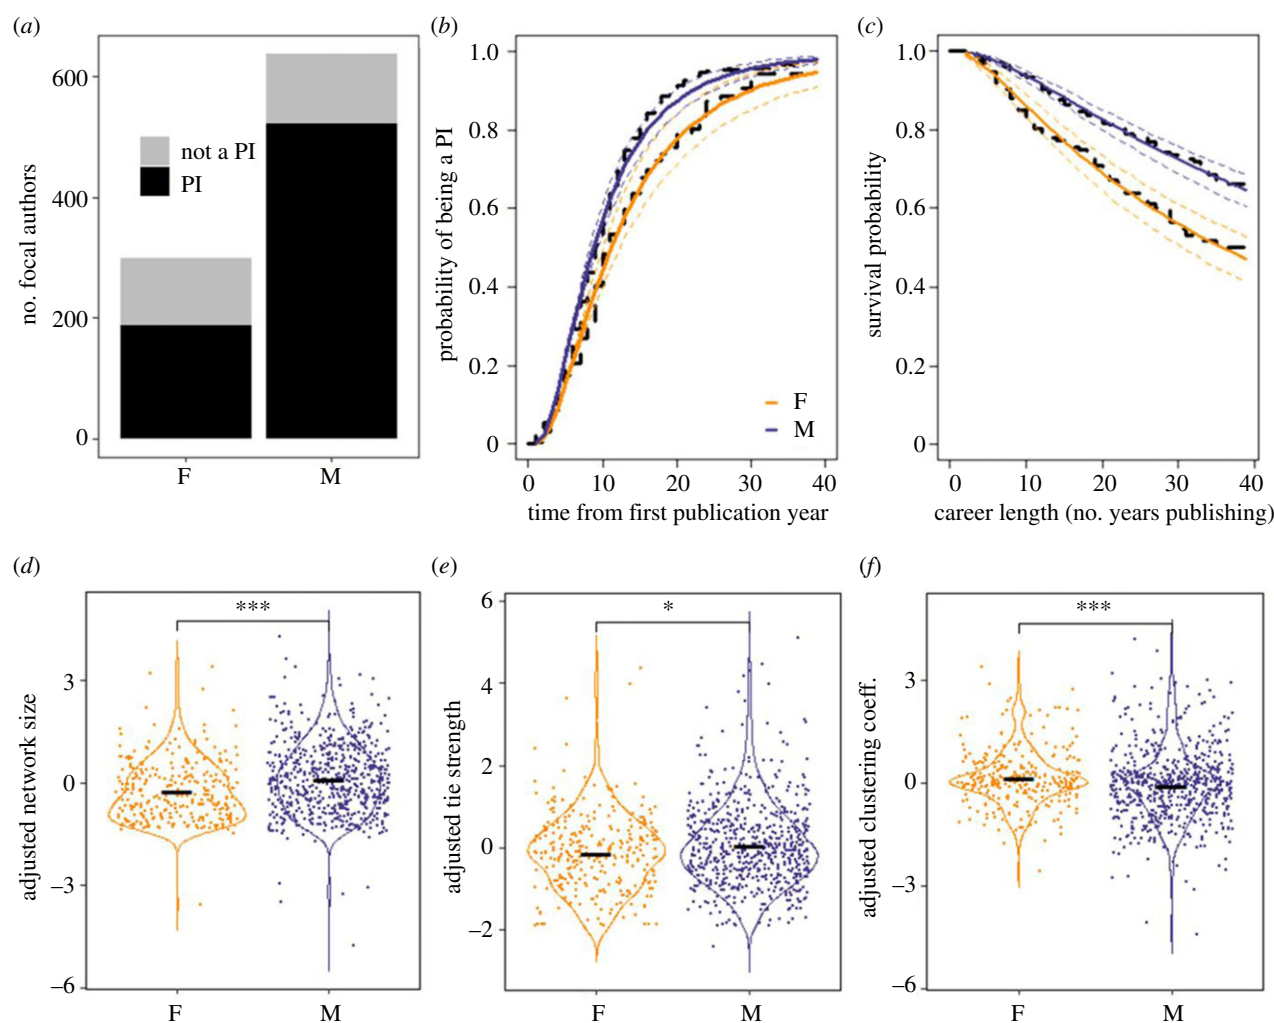 (a)
no. focal authors
600
400
200
0
not a PI
PI
F
M
(b)
probability of being a PI
1.0
0.8
0.6
0.4
0.2
0
F
M
0
10
20
30
40
time from first publication year
(c)
survival probability
1.0
0.8
0.6
0.4
0.2
0
0
10
20
30
40
career length (no. years publishing)
(d)
adjusted network size
***
3
0
–3
–6
F
M
(e)
adjusted tie strength
*
6
4
2
0
–2
F
M
(f)
adjusted clustering coeff.
***
3
0
–3
–6
F
M